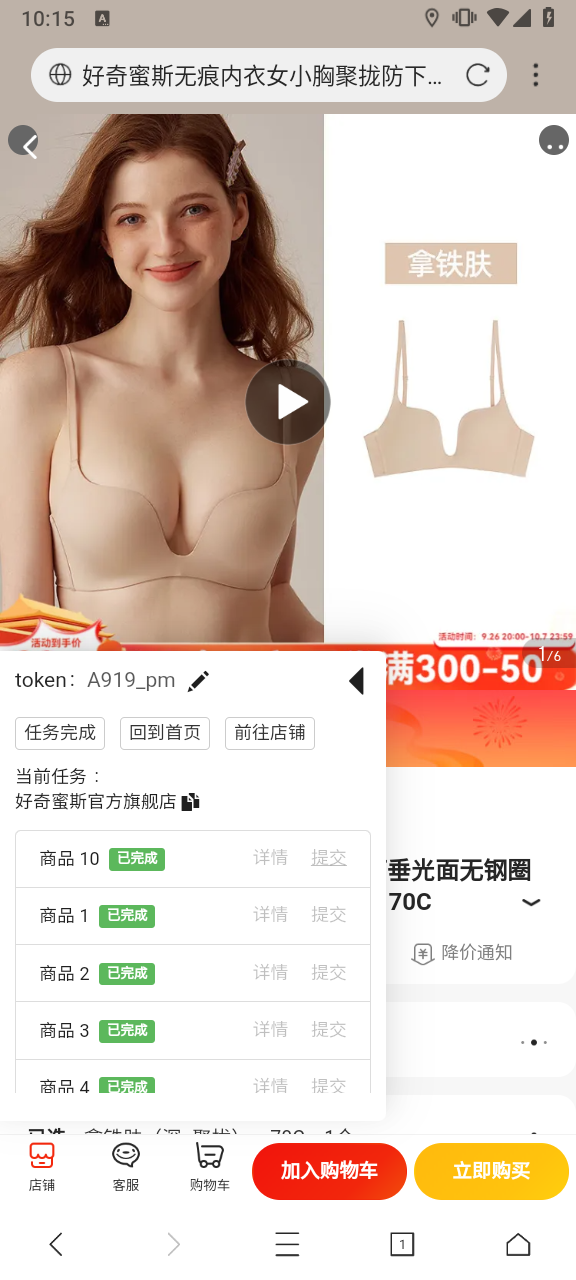 10:15
A
好奇蜜斯无痕内衣女小胸聚拢防下...
拿铁肤
活动到手价
活动时间：9.26 20:00-10.7 23:59
满300-50
1/6
token： A919_pm
任务完成 回到首页 前往店铺
当前任务：
好奇蜜斯官方旗舰店
商品 10 已完成 详情 提交
商品 1 已完成 详情 提交
商品 2 已完成 详情 提交
商品 3 已完成 详情 提交
商品 4 已完成 详情 提交
垂光面无钢圈
70C
降价通知
店铺
客服
购物车
加入购物车
立即购买
1